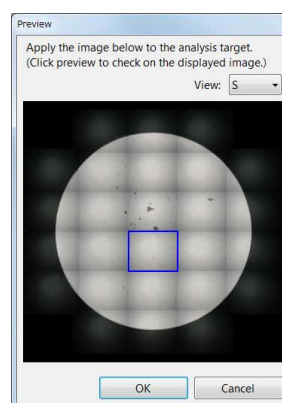 Preview
Apply the image below to the analysis target.
(Click preview to check on the displayed image.)
View: S
OK
Cancel